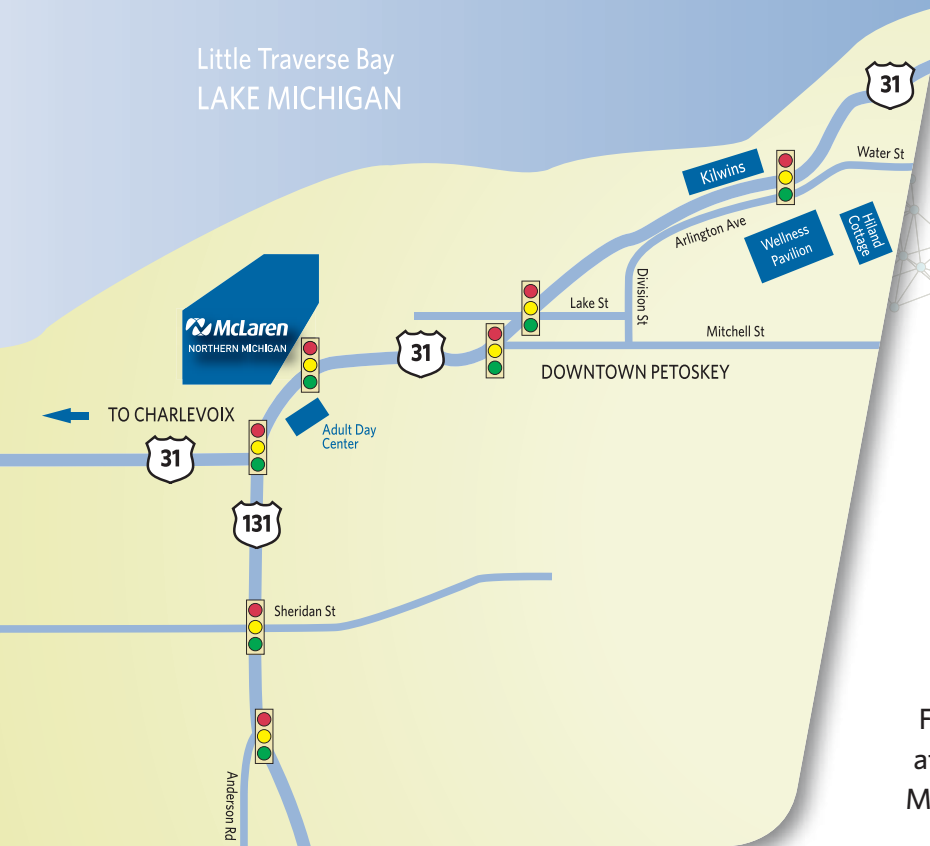 Little Traverse Bay
LAKE MICHIGAN
31
Water St
Kilwins
Arlington Ave
Wellness
Pavilion
Hiland
Cottage
Division St
Lake St
Mitchell St
McLaren
NORTHERN MICHIGAN
31
DOWNTOWN PETOSKEY
TO CHARLEVOIX
Adult Day
Center
31
131
Sheridan St
Anderson Rd
F
M